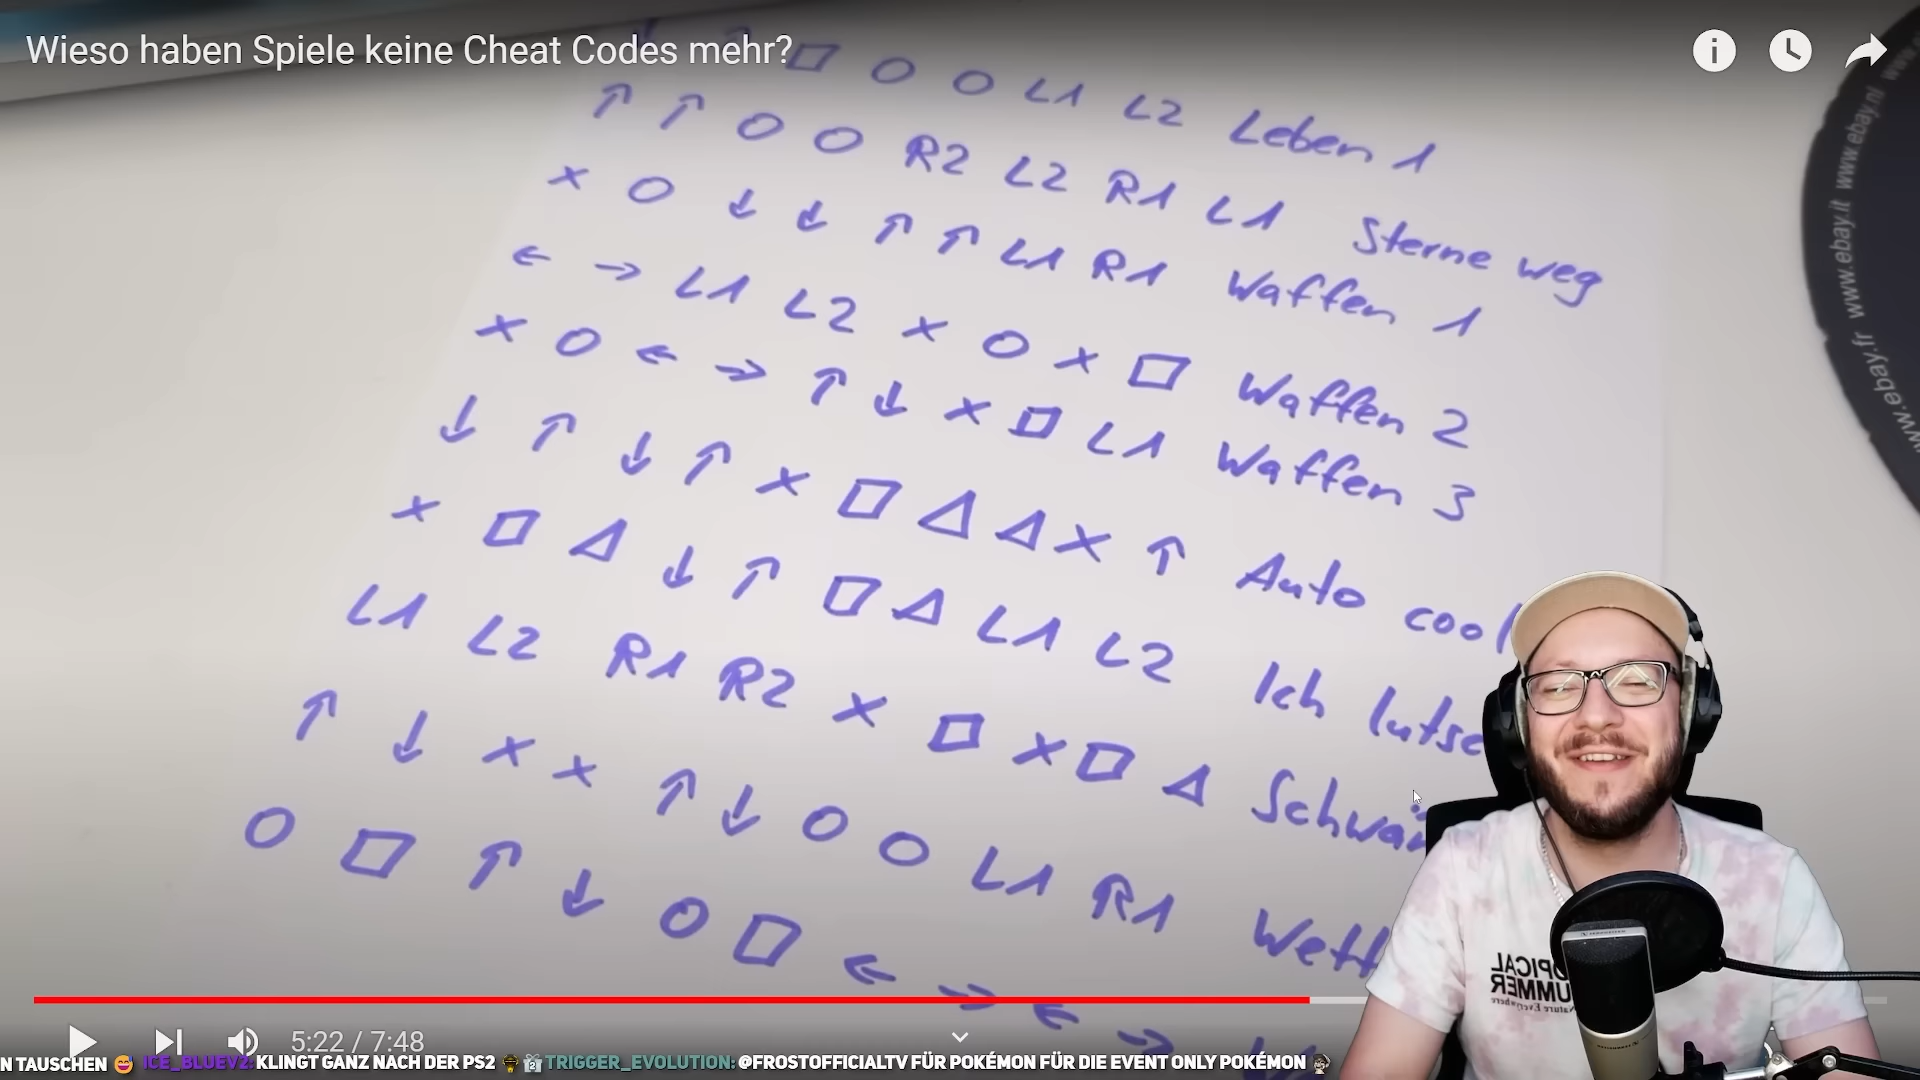 Wieso haben Spiele keine Cheat Codes mehr?
□ O O L1 L2 Leben 1
↑ ↑ O O R2 L2 R1 L1 Sterne weg
× O ↓ ↓ ↑ ↑ L1 R1 Waffen 1
← → L1 L2 × O × □ Waffen 2
× O ← → ↑ ↓ × □ L1 Waffen 3
↓ ↑ ↓ ↑ × □ △ △ × ↑ Auto cool
× □ △ ↓ ↑ □ △ L1 L2 Ich lutsc
L1 L2 R1 R2 × □ × □ △ Schwän
↑ ↓ × × ↑ ↓ O O L1 R1 Wett
O □ ↑ ↓ O □ ← → ← →
www.ebay.fr www.ebay.it www.ebay.nl
TROPICAL
SUMMER
5:22 / 7:48
N TAUSCHEN 😅 ICE_BLUEV2: KLINGT GANZ NACH DER PS2 TRIGGER_EVOLUTION: @FROSTOFFICIALTV FÜR POKÉMON FÜR DIE EVENT ONLY POKÉMON